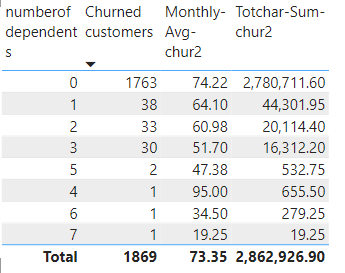 numberof Churned Monthly- Totchar-Sum-
dependent customers Avg- chur2
s chur2
0 1763 74.22 2,780,711.60
1 38 64.10 44,301.95
2 33 60.98 20,114.40
3 30 51.70 16,312.20
5 2 47.38 532.75
4 1 95.00 655.50
6 1 34.50 279.25
7 1 19.25 19.25
Total 1869 73.35 2,862,926.90